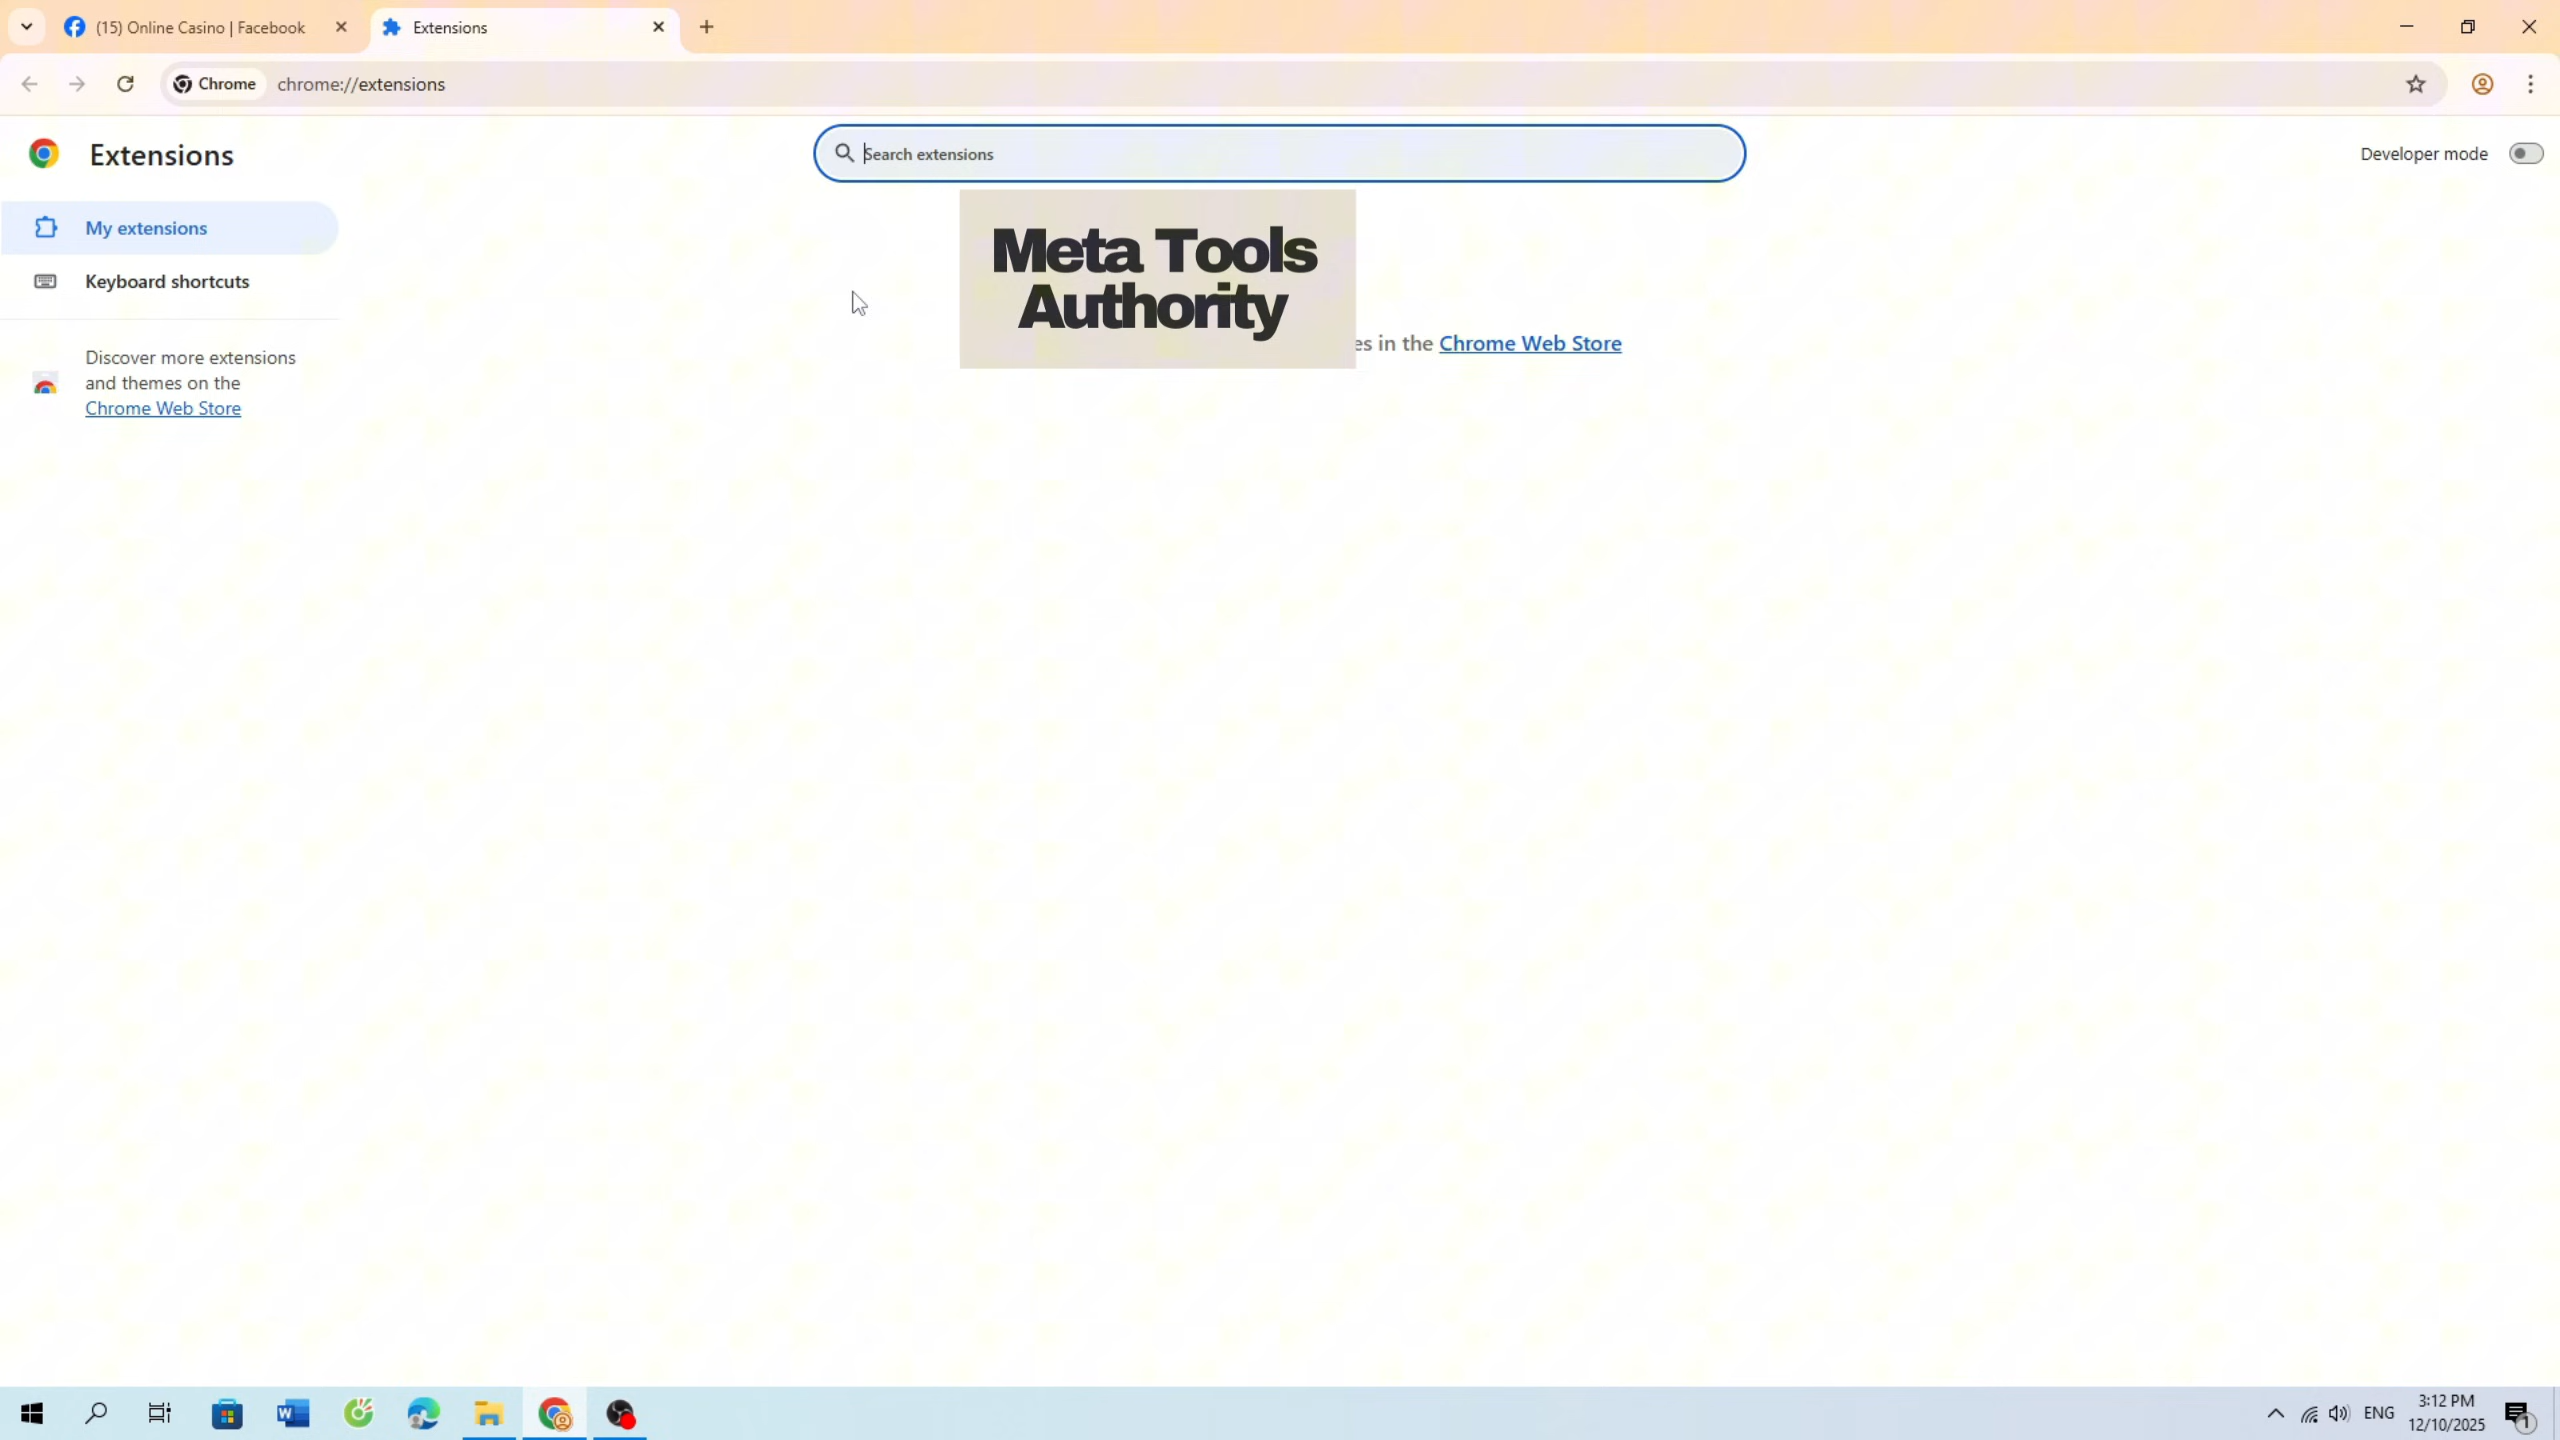 (15) Online Casino | Facebook
Extensions
Chrome
chrome://extensions
Extensions
Search extensions
Developer mode
My extensions
Keyboard shortcuts
Meta Tools
Authority
es in the Chrome Web Store
Discover more extensions
and themes on the
Chrome Web Store
ENG
3:12 PM
12/10/2025
1